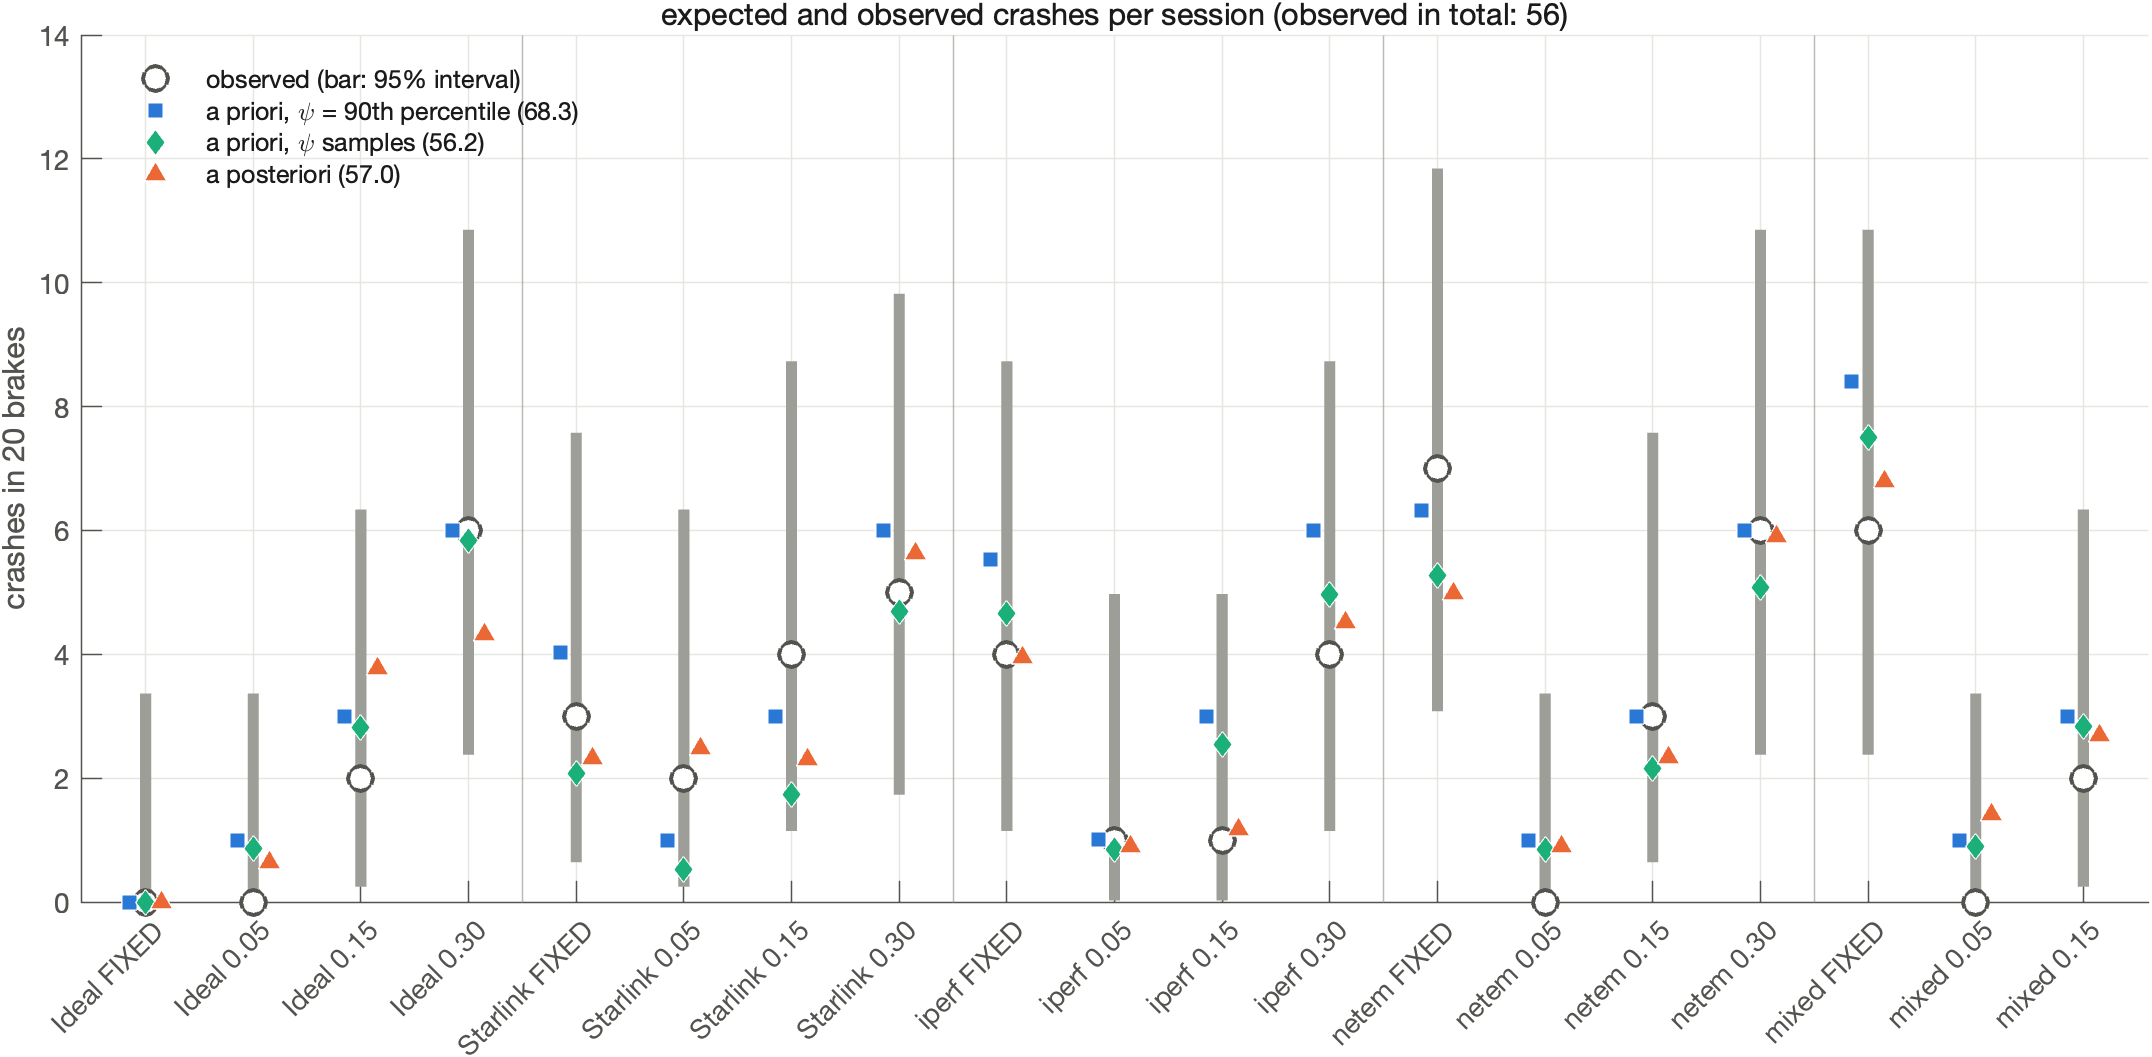 expected and observed crashes per session (observed in total: 56)
14
12
10
8
6
4
2
0
crashes in 20 brakes
observed (bar: 95% interval)
a priori, ψ = 90th percentile (68.3)
a priori, ψ samples (56.2)
a posteriori (57.0)
Ideal FIXED
Ideal 0.05
Ideal 0.15
Ideal 0.30
Starlink FIXED
Starlink 0.05
Starlink 0.15
Starlink 0.30
iperf FIXED
iperf 0.05
iperf 0.15
iperf 0.30
netem FIXED
netem 0.05
netem 0.15
netem 0.30
mixed FIXED
mixed 0.05
mixed 0.15